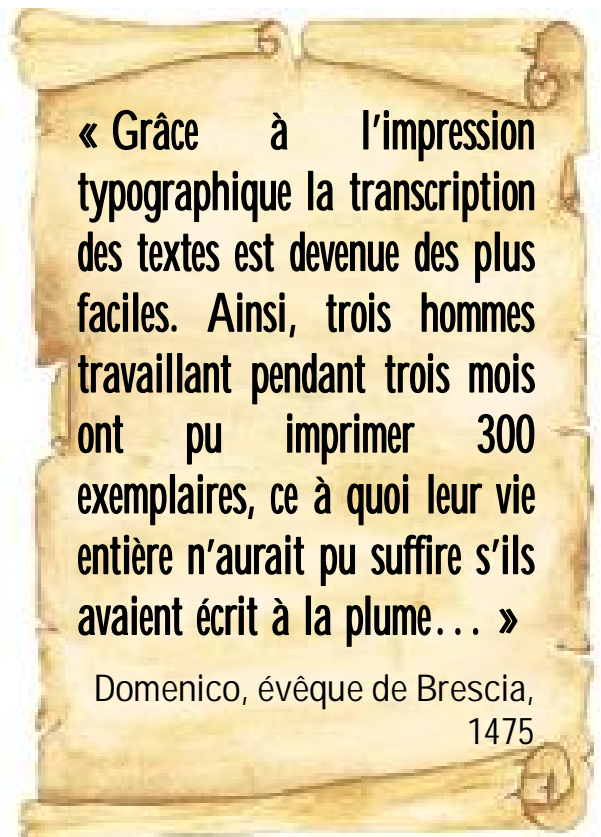 « Grâce à l'impression
typographique la transcription
des textes est devenue des plus
faciles. Ainsi, trois hommes
travaillant pendant trois mois
ont pu imprimer 300
exemplaires, ce à quoi leur vie
entière n'aurait pu suffire s'ils
avaient écrit à la plume... »
Domenico, évêque de Brescia,
1475